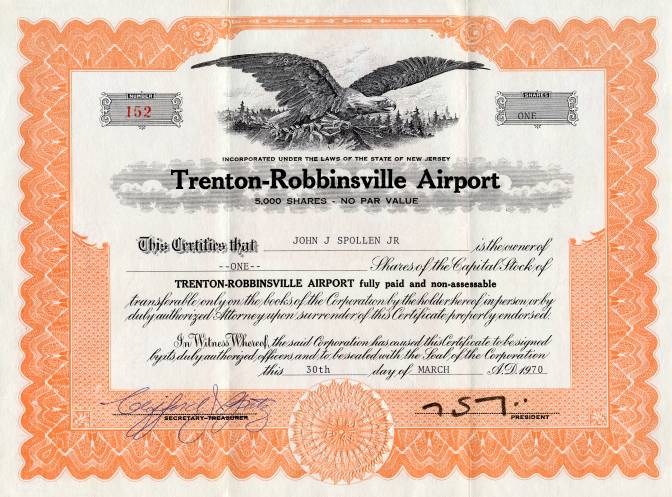 NUMBER
152
SHARES
ONE
INCORPORATED UNDER THE LAWS OF THE STATE OF NEW JERSEY
Trenton-Robbinsville Airport
5,000 SHARES - NO PAR VALUE
This Certifies that JOHN J SPOLLEN JR is the owner of
--ONE-- Shares of the Capital Stock of
TRENTON-ROBBINSVILLE AIRPORT fully paid and non-assessable
transferable only on the books of the Corporation by the holder hereof in person or by
duly authorized Attorney upon surrender of this Certificate properly endorsed.
In Witness Whereof, the said Corporation has caused this Certificate to be signed
by its duly authorized officers and to be sealed with the Seal of the Corporation
this 30th day of MARCH A.D. 1970
SECRETARY-TREASURER
PRESIDENT